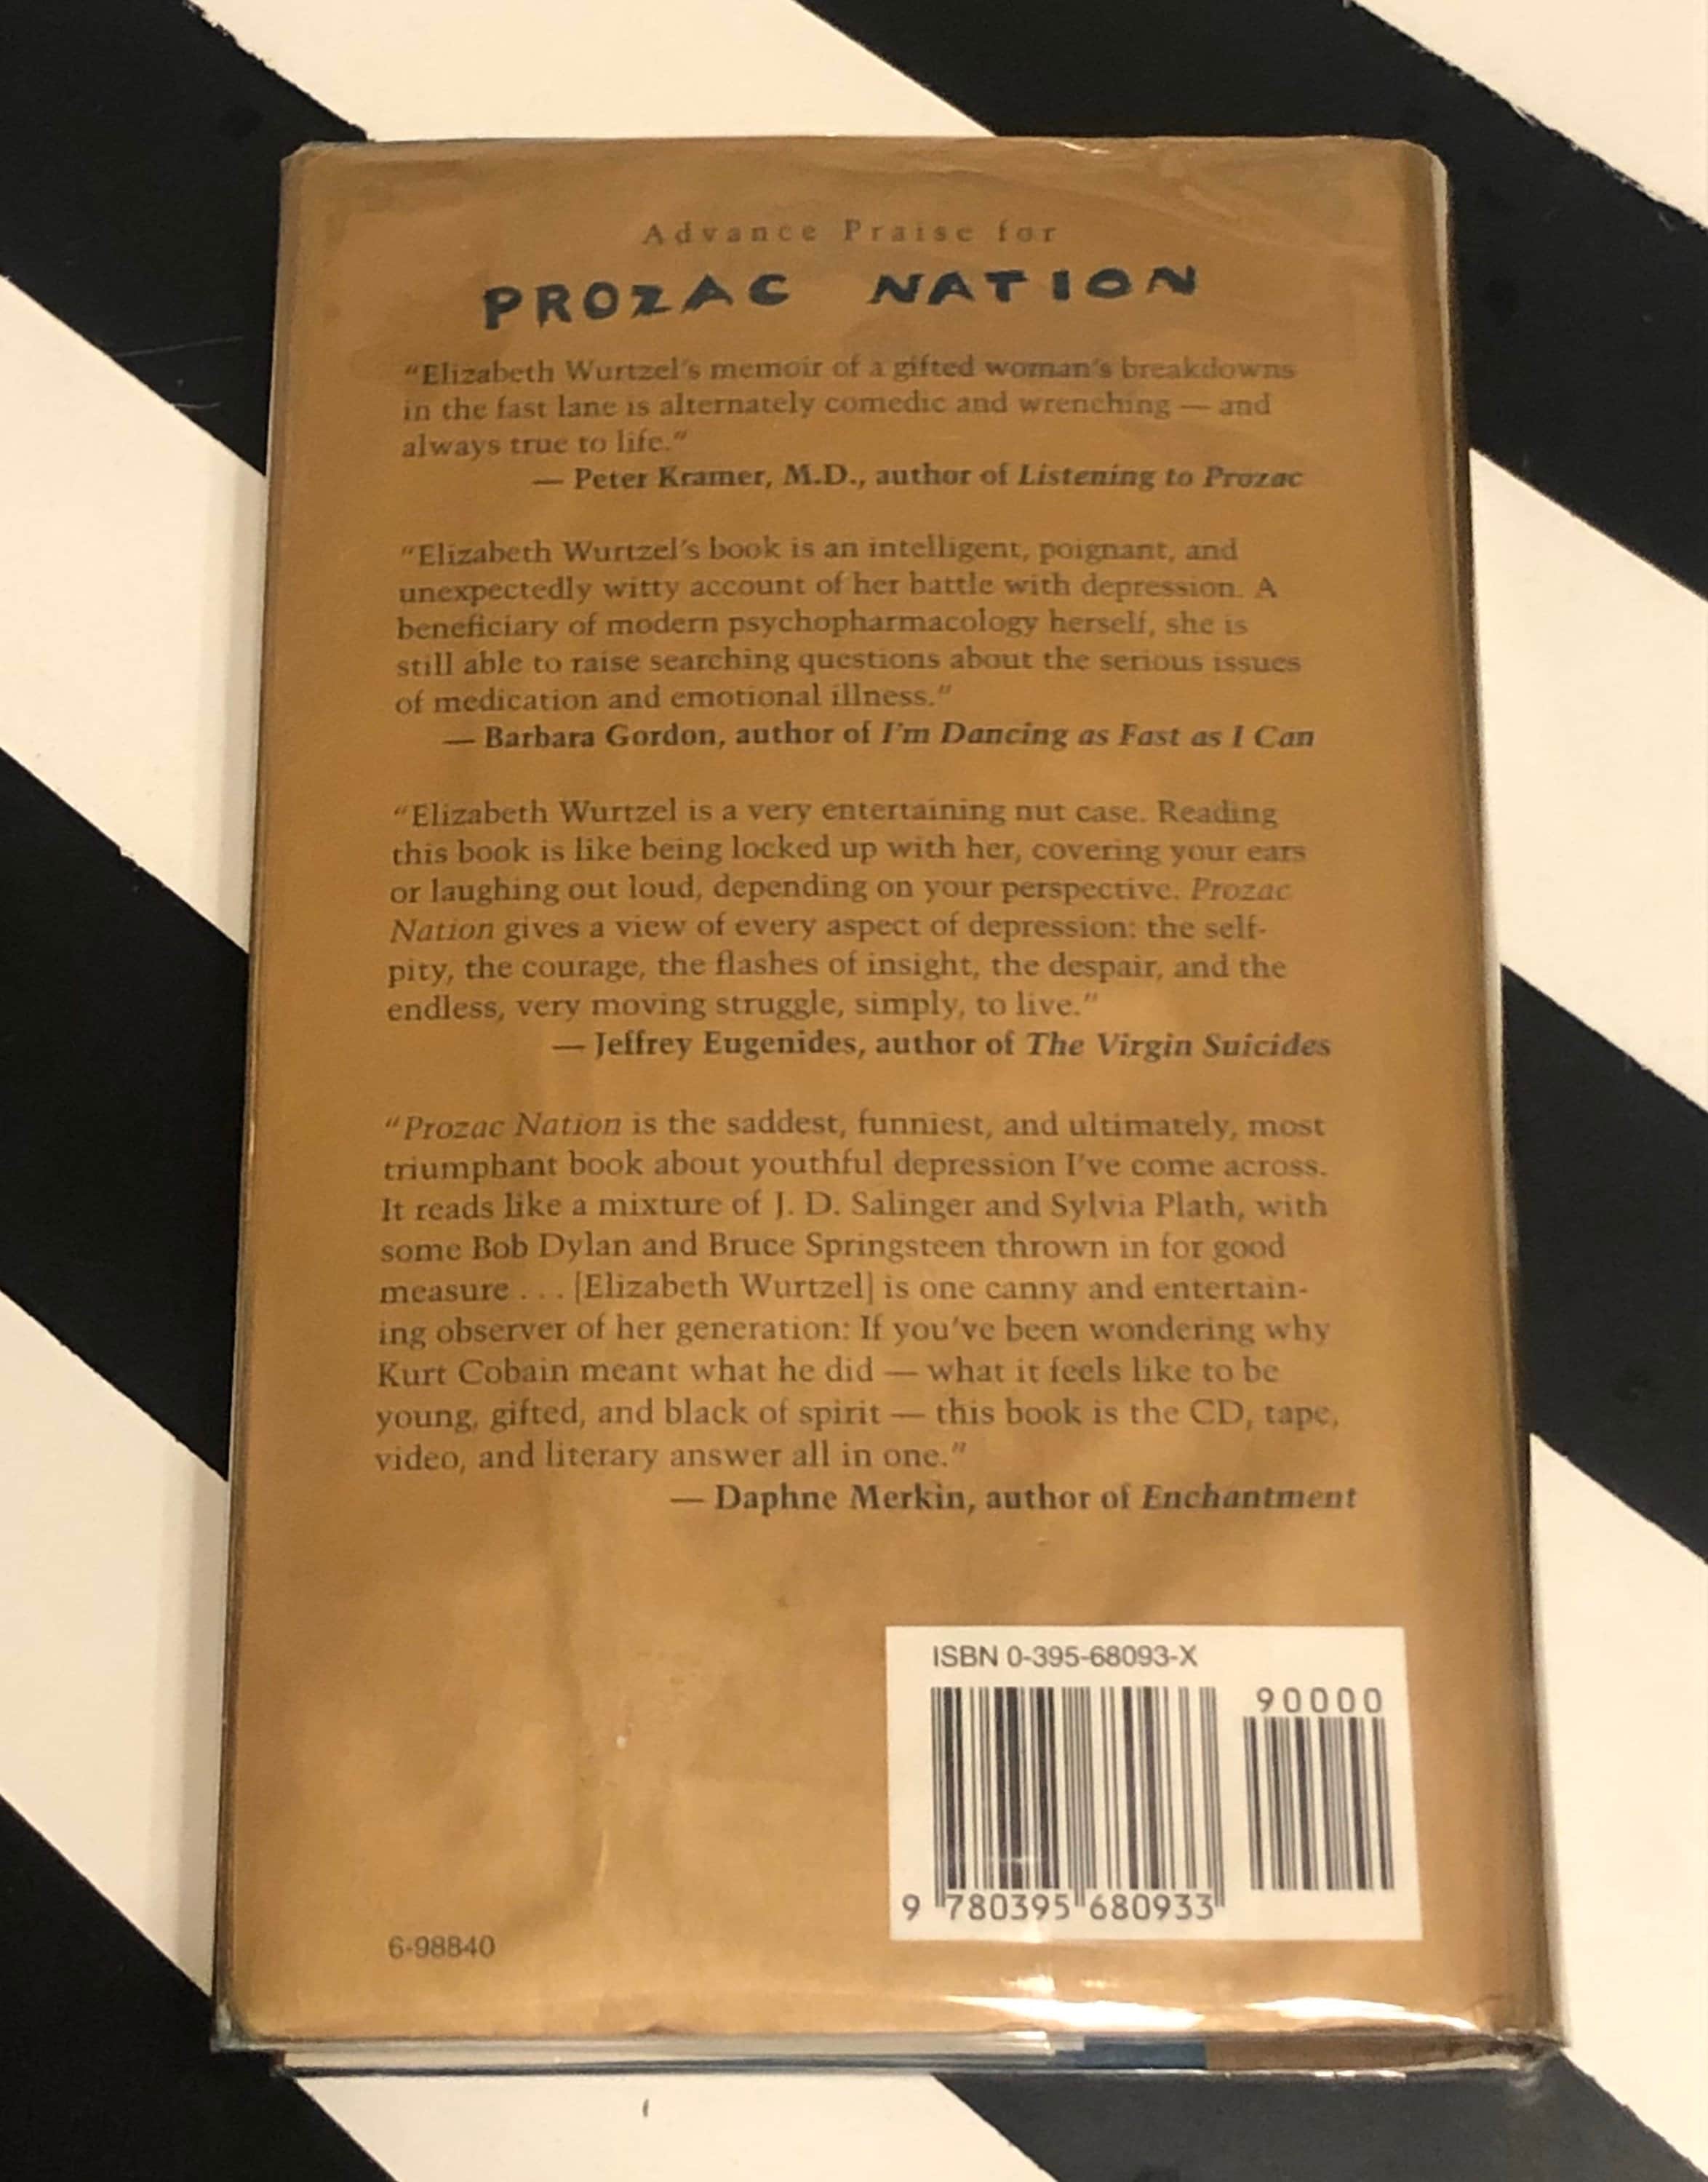 Advance Praise for
PROZAC NATION
“Elizabeth Wurtzel's memoir of a gifted woman's breakdowns
in the fast lane is alternately comedic and wrenching — and
always true to life.”
— Peter Kramer, M.D., author of Listening to Prozac
“Elizabeth Wurtzel's book is an intelligent, poignant, and
unexpectedly witty account of her battle with depression. A
beneficiary of modern psychopharmacology herself, she is
still able to raise searching questions about the serious issues
of medication and emotional illness.”
— Barbara Gordon, author of I'm Dancing as Fast as I Can
“Elizabeth Wurtzel is a very entertaining nut case. Reading
this book is like being locked up with her, covering your ears
or laughing out loud, depending on your perspective. Prozac
Nation gives a view of every aspect of depression: the self-
pity, the courage, the flashes of insight, the despair, and the
endless, very moving struggle, simply, to live.”
— Jeffrey Eugenides, author of The Virgin Suicides
“Prozac Nation is the saddest, funniest, and ultimately, most
triumphant book about youthful depression I've come across.
It reads like a mixture of J. D. Salinger and Sylvia Plath, with
some Bob Dylan and Bruce Springsteen thrown in for good
measure . . . [Elizabeth Wurtzel] is one canny and entertain-
ing observer of her generation: If you've been wondering why
Kurt Cobain meant what he did — what it feels like to be
young, gifted, and black of spirit — this book is the CD, tape,
video, and literary answer all in one.”
— Daphne Merkin, author of Enchantment
ISBN 0-395-68093-X
90000
9 780395 680933
6-98840